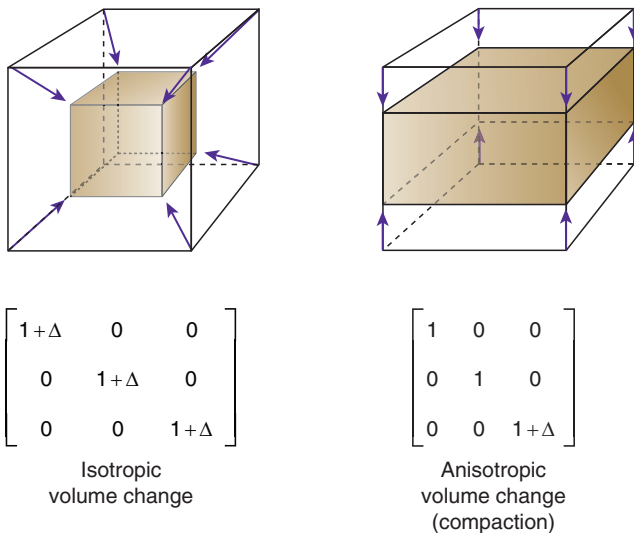 1 + Δ 0 0
0 1 + Δ 0
0 0 1 + Δ
Isotropic
volume change
1 0 0
0 1 0
0 0 1 + Δ
Anisotropic
volume change
(compaction)